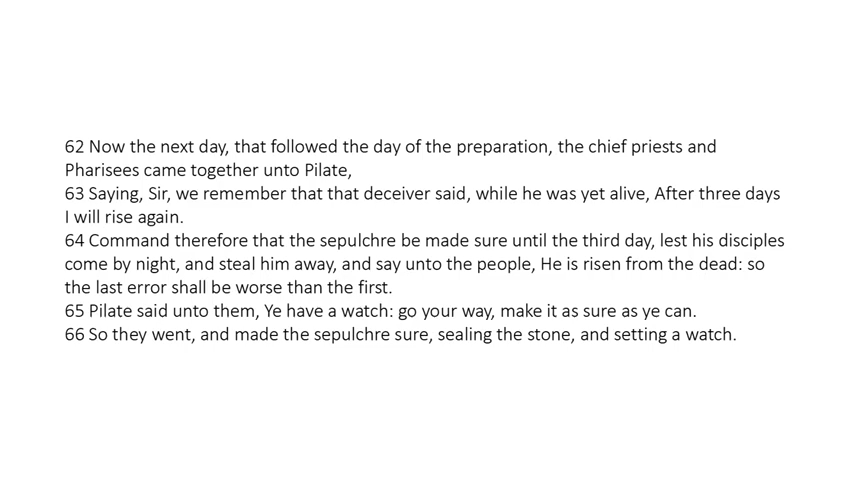 62 Now the next day, that followed the day of the preparation, the chief priests and
Pharisees came together unto Pilate,
63 Saying, Sir, we remember that that deceiver said, while he was yet alive, After three days
I will rise again.
64 Command therefore that the sepulchre be made sure until the third day, lest his disciples
come by night, and steal him away, and say unto the people, He is risen from the dead: so
the last error shall be worse than the first.
65 Pilate said unto them, Ye have a watch: go your way, make it as sure as ye can.
66 So they went, and made the sepulchre sure, sealing the stone, and setting a watch.